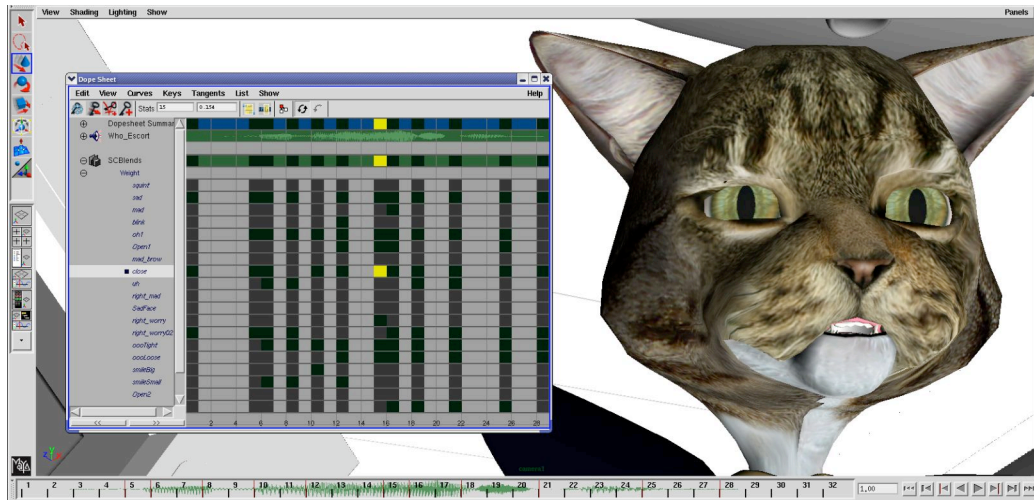 View Shading Lighting Show Panels
Dope Sheet
Edit View Curves Keys Tangents List Show Help
Stats 15 0.254
Dopesheet Summar
Who_Escort
SCBlends
Weight
squint
sad
mad
blink
oh1
Open1
mad_brow
close
uh
right_mad
SadFace
right_worry
right_worry02
oooTight
oooLoose
smileBig
smileSmall
Open2
<< >> 2 4 6 8 10 12 14 16 18 20 22 24 26 28
camera1
MAYA
1 2 3 4 5 6 7 8 9 10 11 12 13 14 15 16 17 18 19 20 21 22 23 24 25 26 27 28 29 30 31 32 1.00